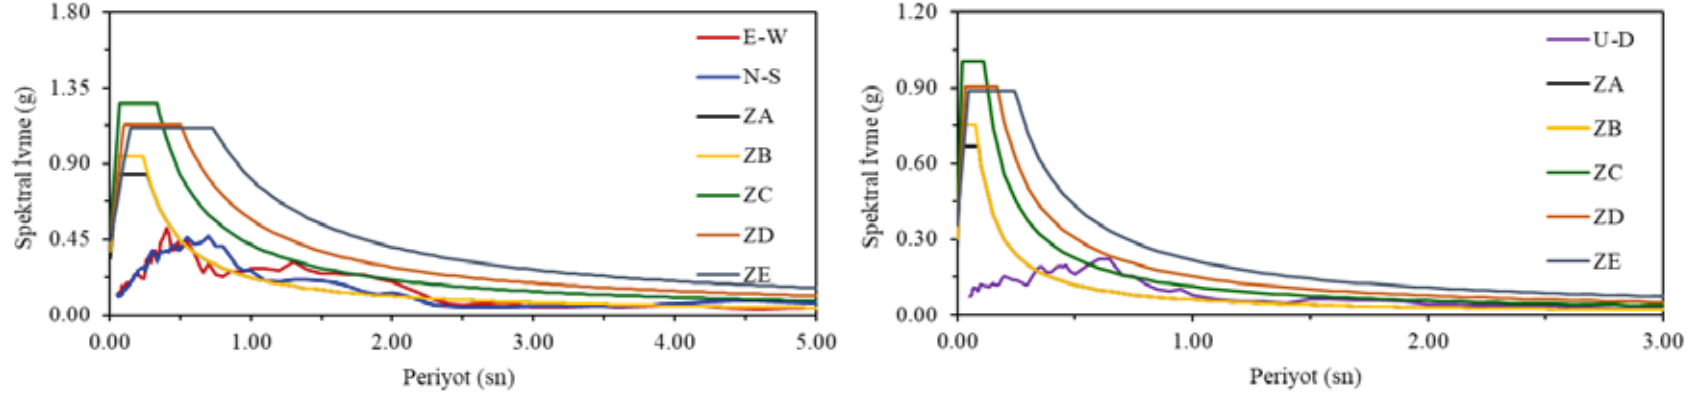 Spektral İvme (g)
1.80
1.35
0.90
0.45
0.00
0.00 1.00 2.00 3.00 4.00 5.00
Periyot (sn)
E-W
N-S
ZA
ZB
ZC
ZD
ZE
Spektral İvme (g)
1.20
0.90
0.60
0.30
0.00
0.00 1.00 2.00 3.00
Periyot (sn)
U-D
ZA
ZB
ZC
ZD
ZE